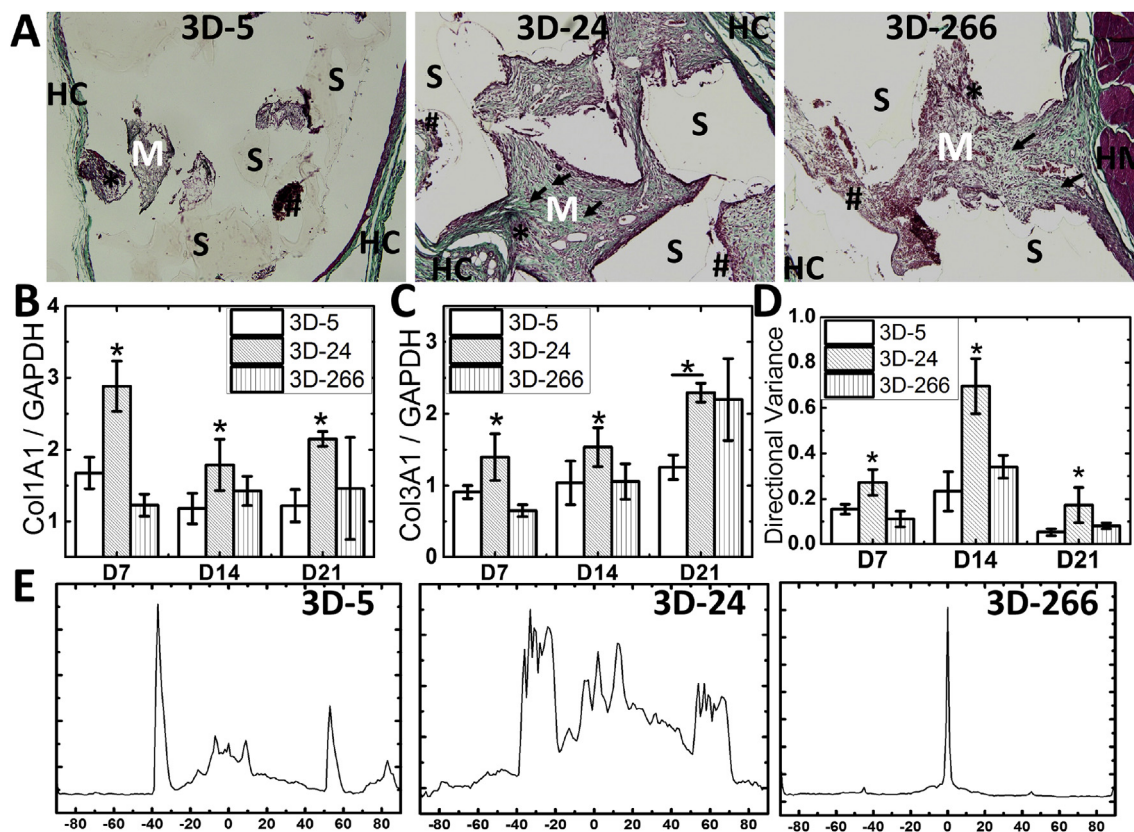 A
3D-5
3D-24
3D-266
HC
S
M
S
*
#
S
HC
HC
S
#
S
M
*
HC
S
#
S
*
M
HM
#
S
HC
B
C
D
4
3
2
1
Col1A1 / GAPDH
3D-5
3D-24
3D-266
*
*
*
D7
D14
D21
3
2
1
0
Col3A1 / GAPDH
3D-5
3D-24
3D-266
*
*
*
D7
D14
D21
1.0
0.8
0.6
0.4
0.2
0.0
Directional Variance
3D-5
3D-24
3D-266
*
*
*
D7
D14
D21
E
3D-5
3D-24
3D-266
-80 -60 -40 -20 0 20 40 60 80
-80 -60 -40 -20 0 20 40 60 80
-80 -60 -40 -20 0 20 40 60 80